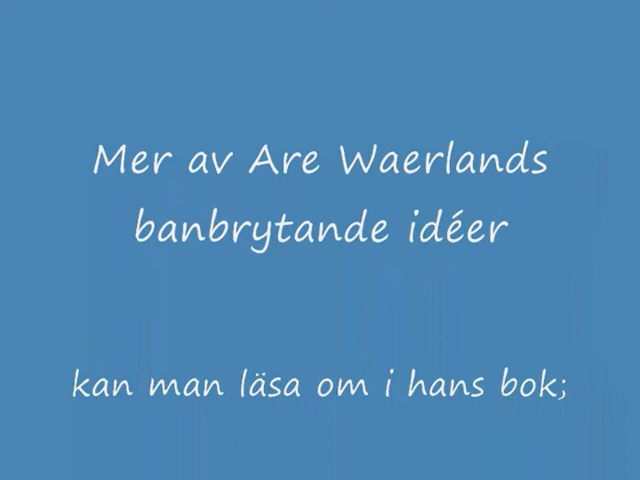 Mer av Are Waerlands
banbrytande idéer
kan man läsa om i hans bok;